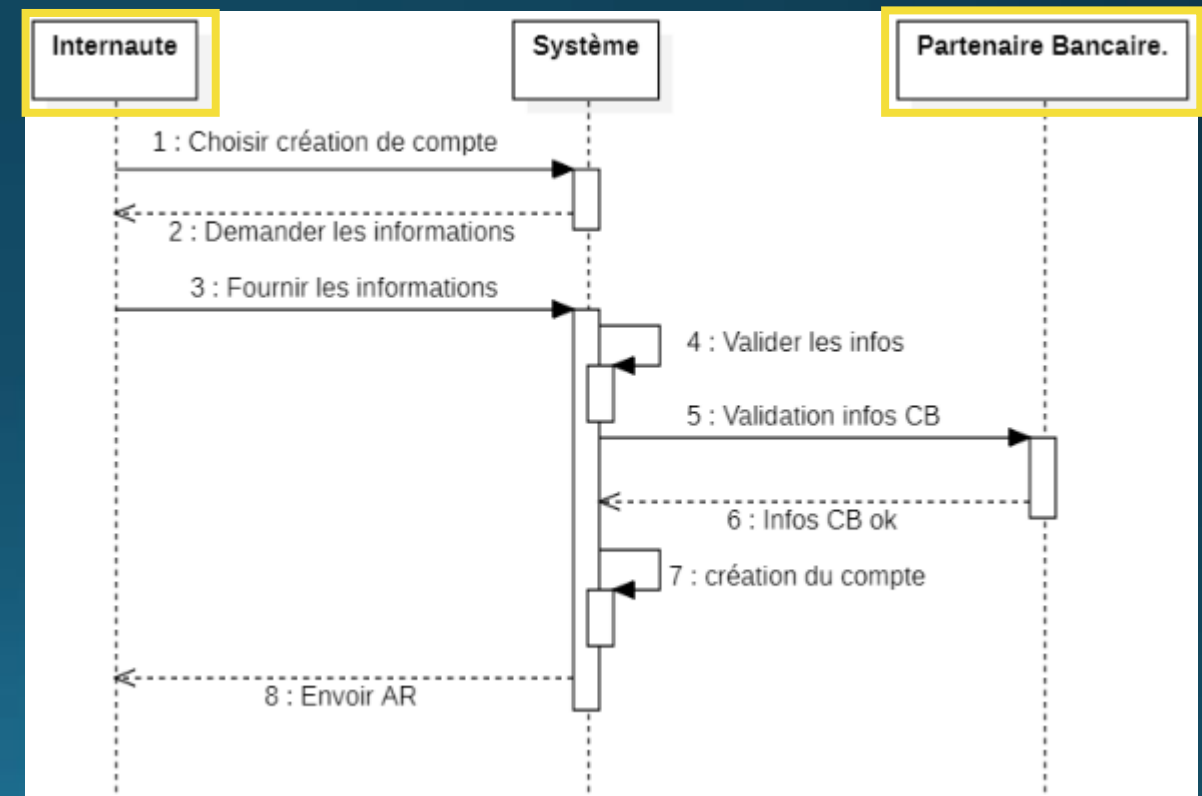 Internaute
Système
Partenaire Bancaire.
1 : Choisir création de compte
2 : Demander les informations
3 : Fournir les informations
4 : Valider les infos
5 : Validation infos CB
6 : Infos CB ok
7 : création du compte
8 : Envoir AR